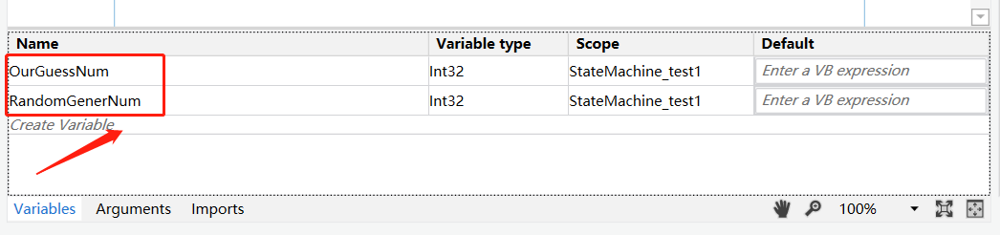 Name Variable type Scope Default
OurGuessNum Int32 StateMachine_test1 Enter a VB expression
RandomGenerNum Int32 StateMachine_test1 Enter a VB expression
Create Variable
Variables Arguments Imports 100%